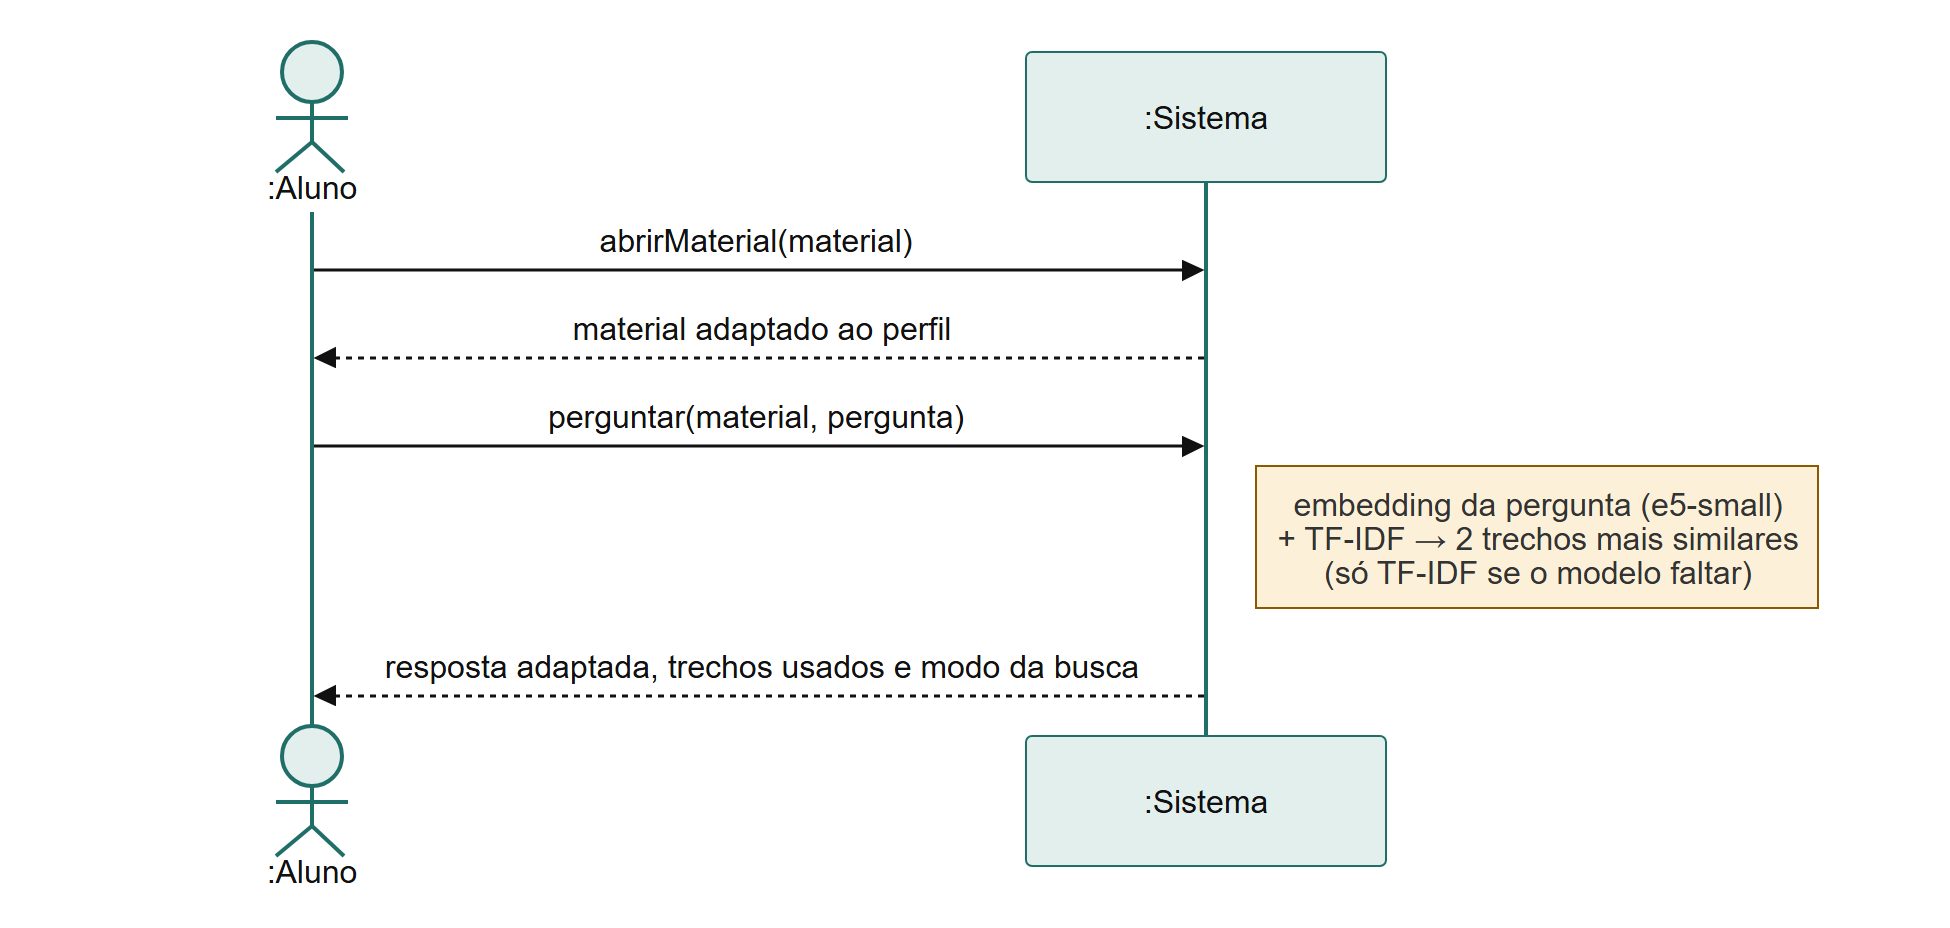 :Aluno
:Sistema
abrirMaterial(material)
material adaptado ao perfil
perguntar(material, pergunta)
embedding da pergunta (e5-small)
+ TF-IDF → 2 trechos mais similares
(só TF-IDF se o modelo faltar)
resposta adaptada, trechos usados e modo da busca
:Aluno
:Sistema